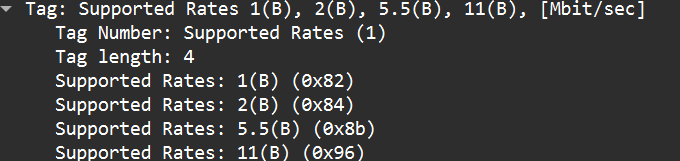 Tag: Supported Rates 1(B), 2(B), 5.5(B), 11(B), [Mbit/sec]
Tag Number: Supported Rates (1)
Tag length: 4
Supported Rates: 1(B) (0x82)
Supported Rates: 2(B) (0x84)
Supported Rates: 5.5(B) (0x8b)
Supported Rates: 11(B) (0x96)